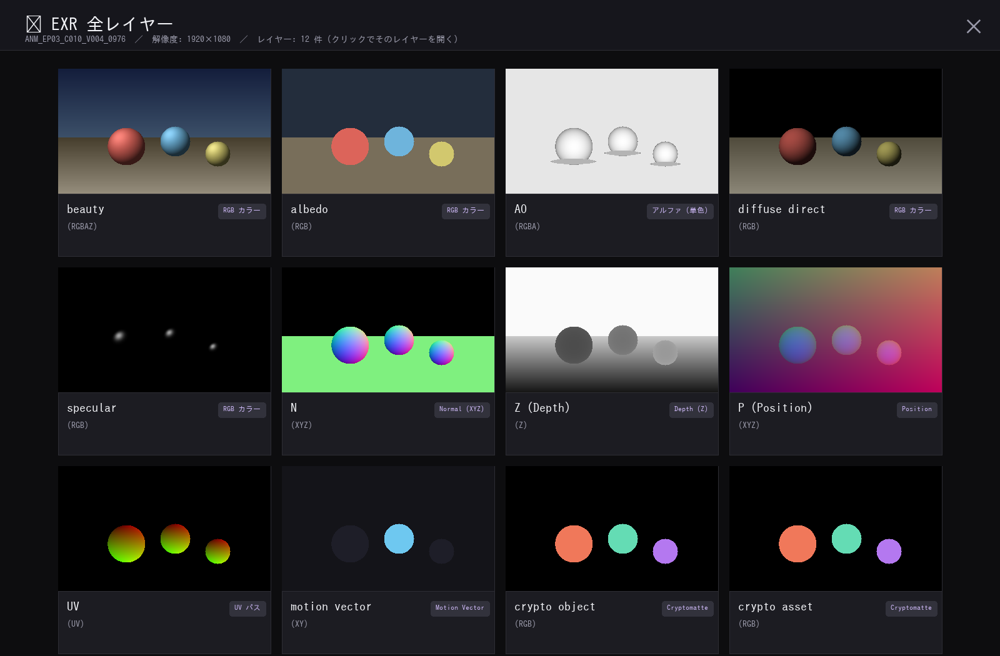 EXR 全レイヤー
ANM_EP03_C010_V004_0976 ／ 解像度: 1920×1080 ／ レイヤー: 12 件 (クリックでそのレイヤーを開く)
beauty RGB カラー
(RGBAZ)
albedo RGB カラー
(RGB)
AO アルファ (単色)
(RGBA)
diffuse direct RGB カラー
(RGB)
specular RGB カラー
(RGB)
N Normal (XYZ)
(XYZ)
Z (Depth) Depth (Z)
(Z)
P (Position) Position
(XYZ)
UV UV パス
(UV)
motion vector Motion Vector
(XY)
crypto object Cryptomatte
(RGB)
crypto asset Cryptomatte
(RGB)